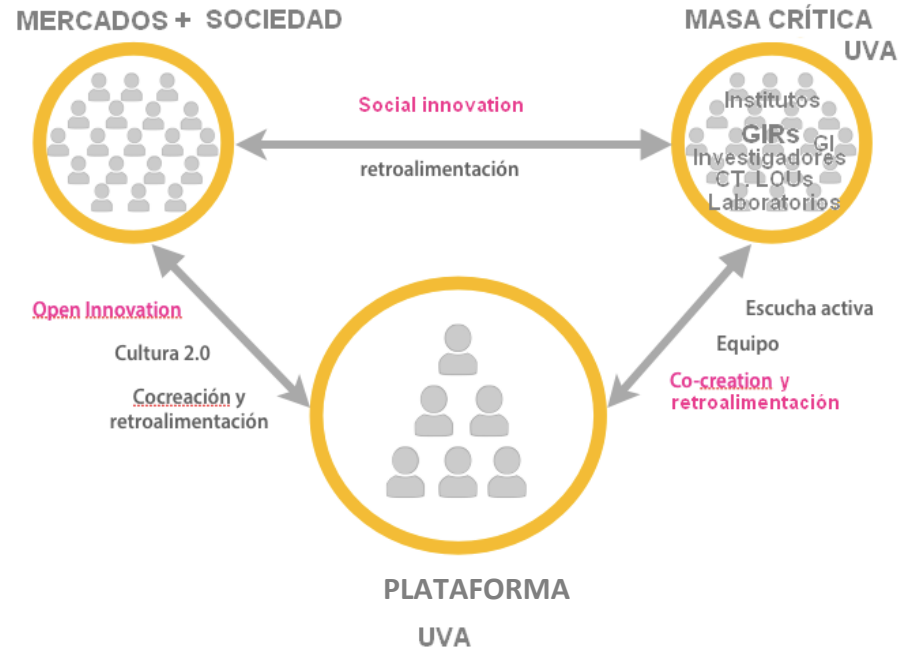 MERCADOS + SOCIEDAD
MASA CRÍTICA
UVA
Social innovation
retroalimentación
Institutos
GIRs
GI
Investigadores
CT. LOUs
Laboratorios
Open Innovation
Cultura 2.0
Cocreación y
retroalimentación
Escucha activa
Equipo
Co-creation y
retroalimentación
PLATAFORMA
UVA